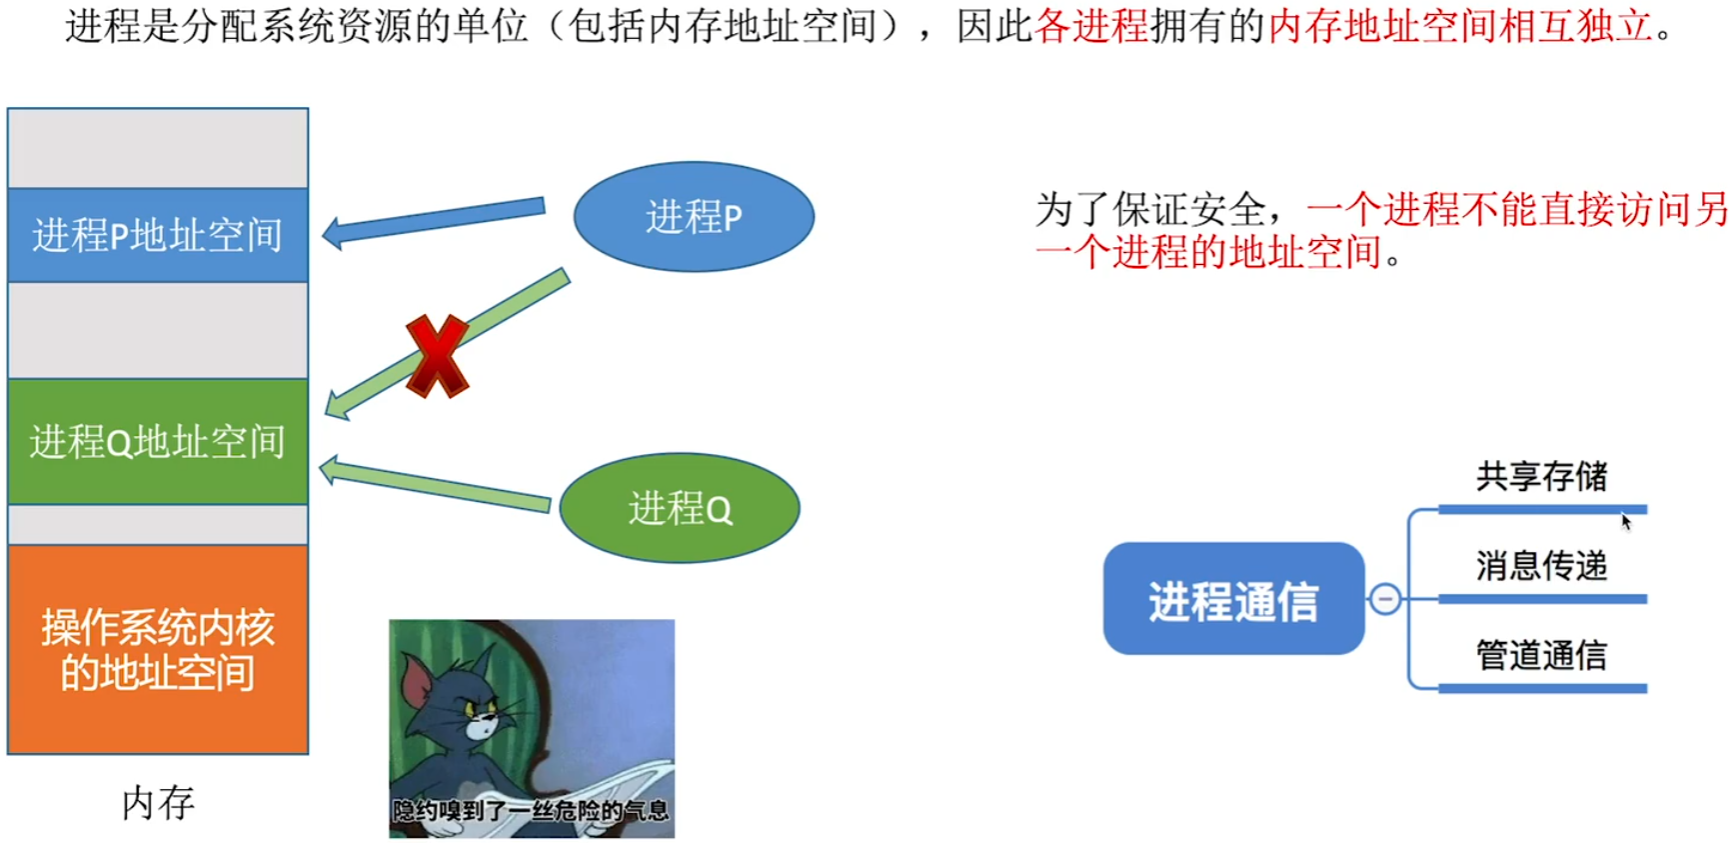 进程是分配系统资源的单位（包括内存地址空间），因此各进程拥有的内存地址空间相互独立。
进程P地址空间
进程P
为了保证安全，一个进程不能直接访问另
一个进程的地址空间。
进程Q地址空间
进程Q
操作系统内核
的地址空间
内存
隐约嗅到了一丝危险的气息
进程通信
共享存储
消息传递
管道通信